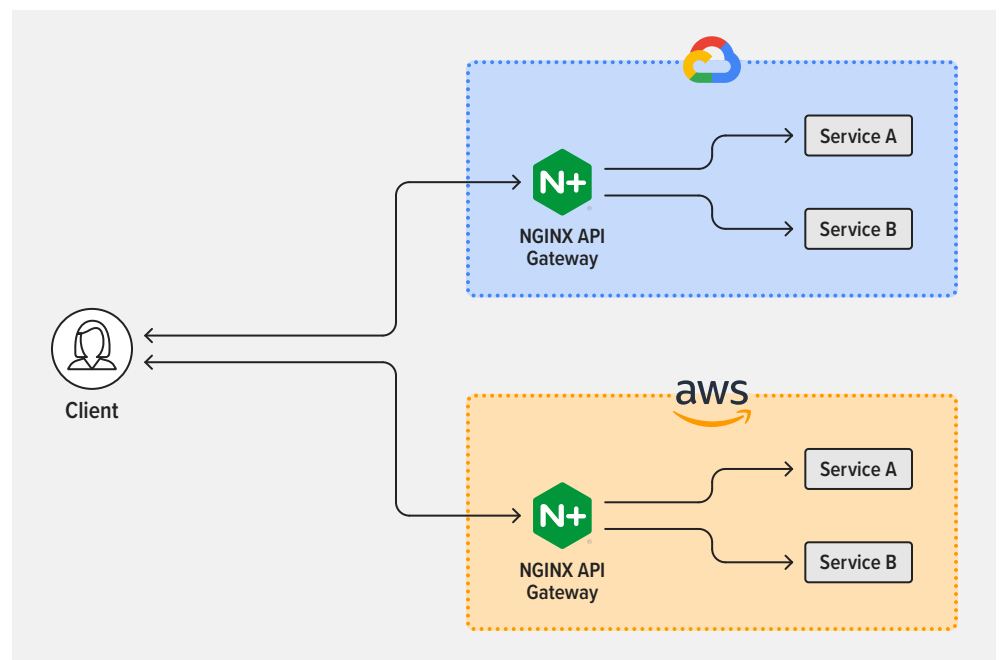 N+
Service A
Service B
NGINX API
Gateway
Client
aws
N+
Service A
Service B
NGINX API
Gateway